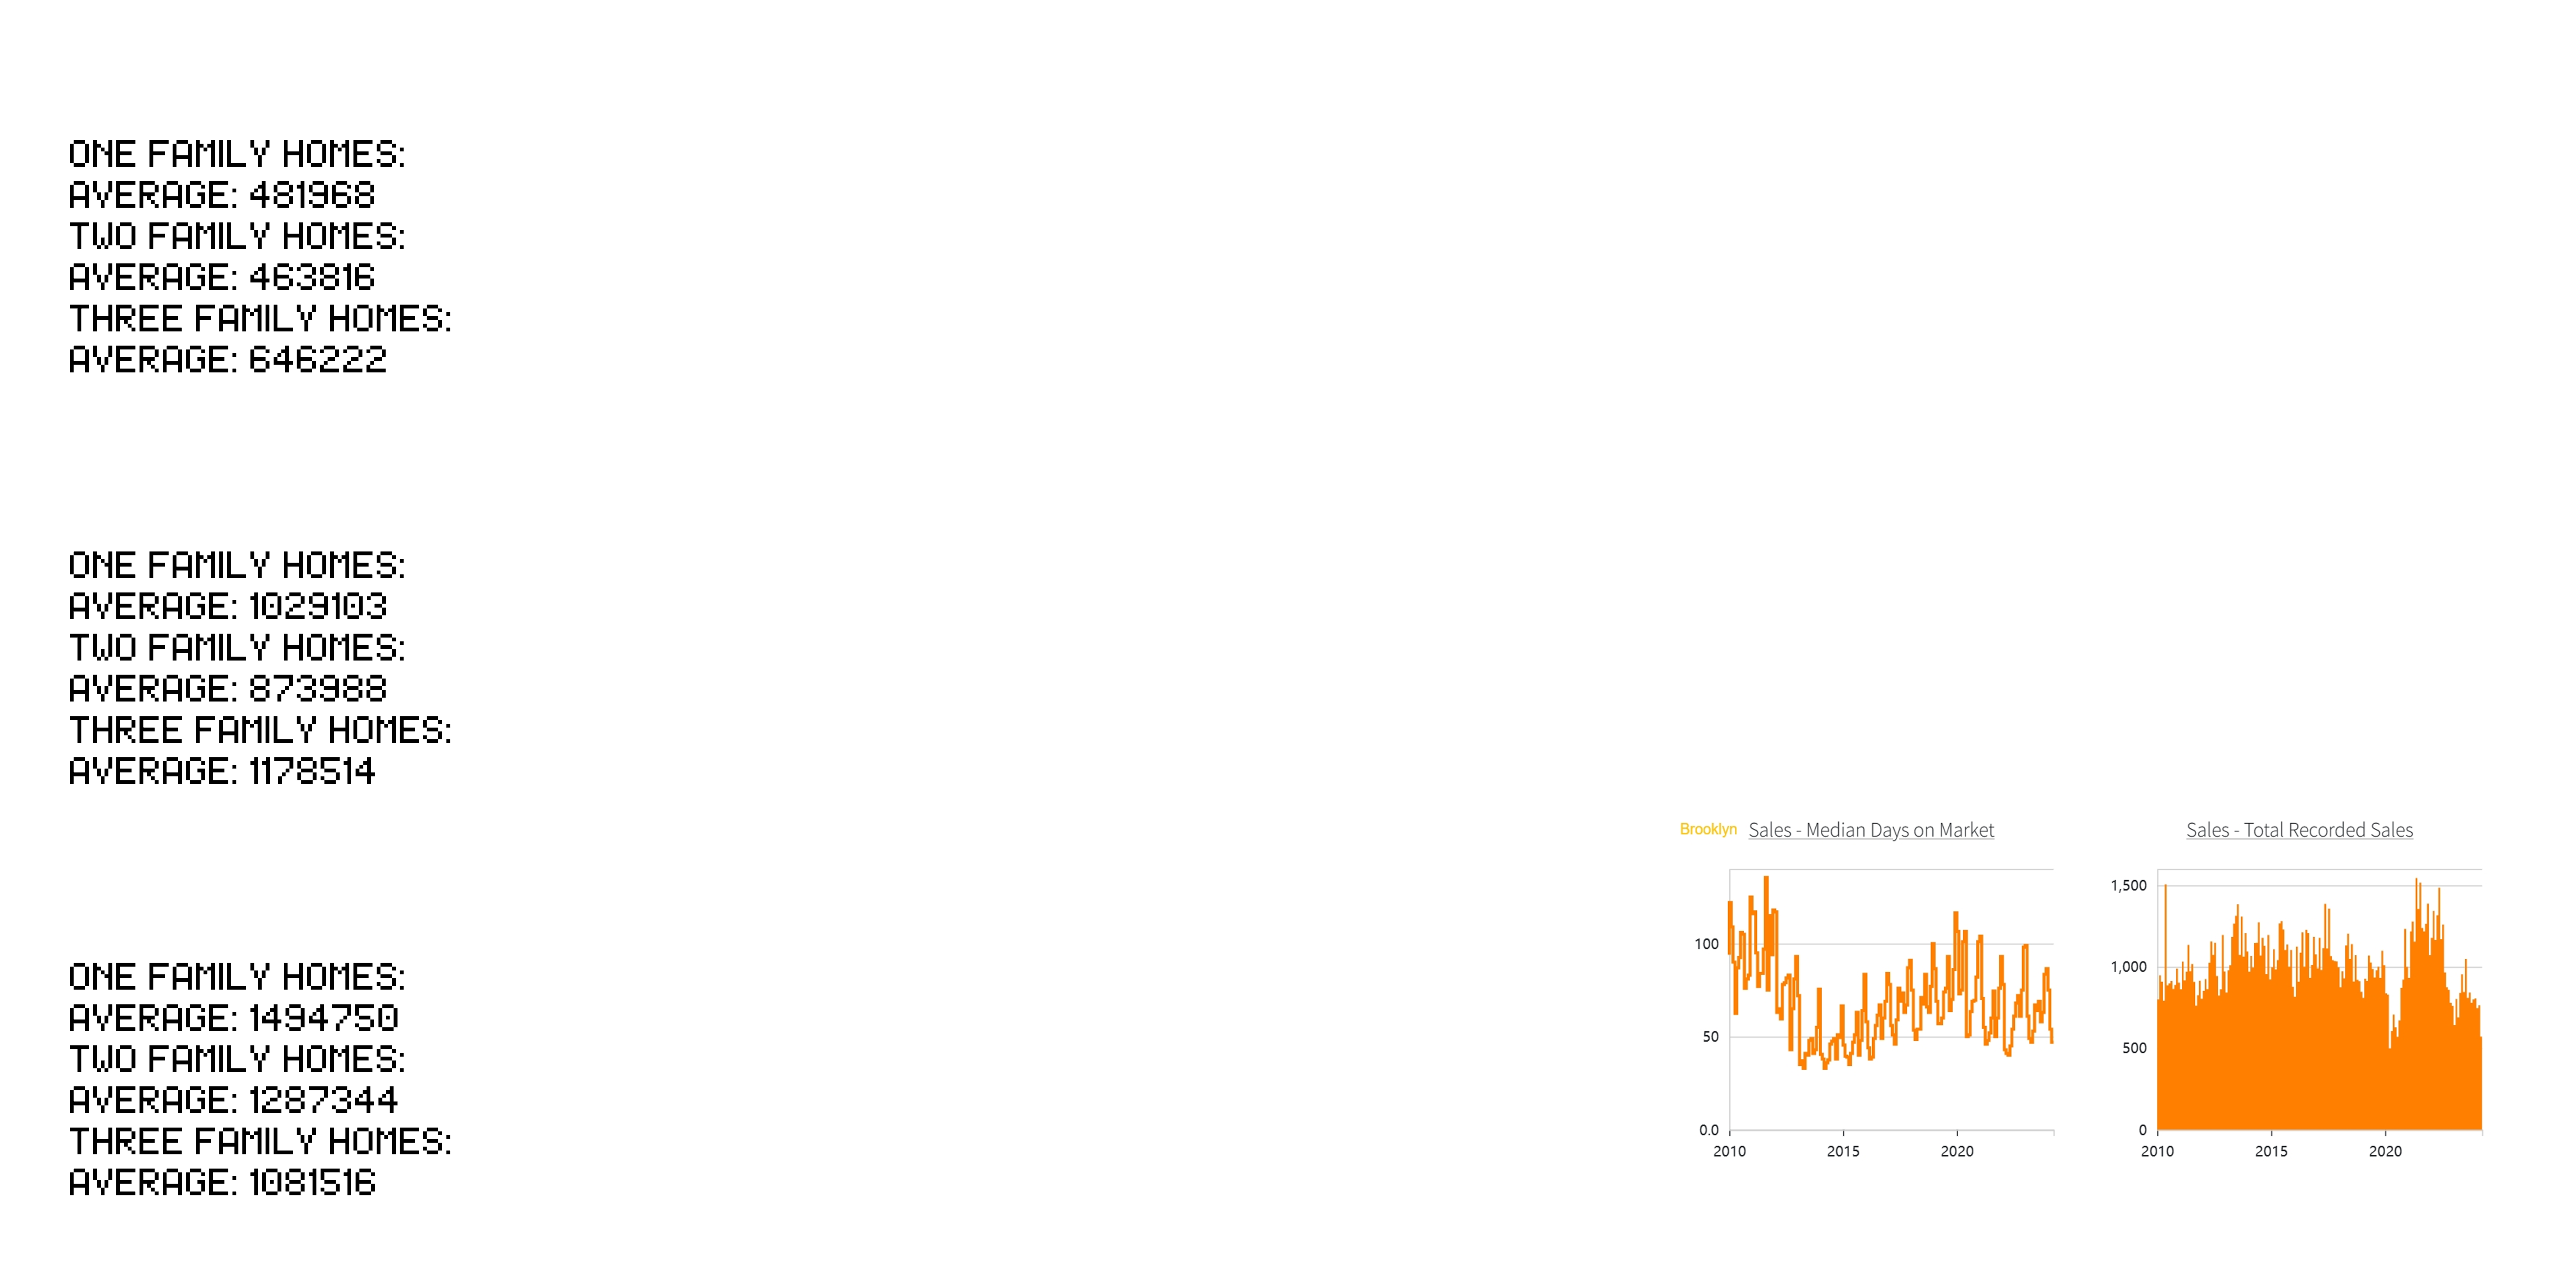 ONE FAMILY HOMES:
AVERAGE: 481968
TWO FAMILY HOMES:
AVERAGE: 463816
THREE FAMILY HOMES:
AVERAGE: 646222
ONE FAMILY HOMES:
AVERAGE: 1029103
TWO FAMILY HOMES:
AVERAGE: 873988
THREE FAMILY HOMES:
AVERAGE: 1178514
ONE FAMILY HOMES:
AVERAGE: 1494750
TWO FAMILY HOMES:
AVERAGE: 1287344
THREE FAMILY HOMES:
AVERAGE: 1081516
Brooklyn Sales - Median Days on Market
100
50
0.0
2010 2015 2020
Sales - Total Recorded Sales
1,500
1,000
500
0
2010 2015 2020